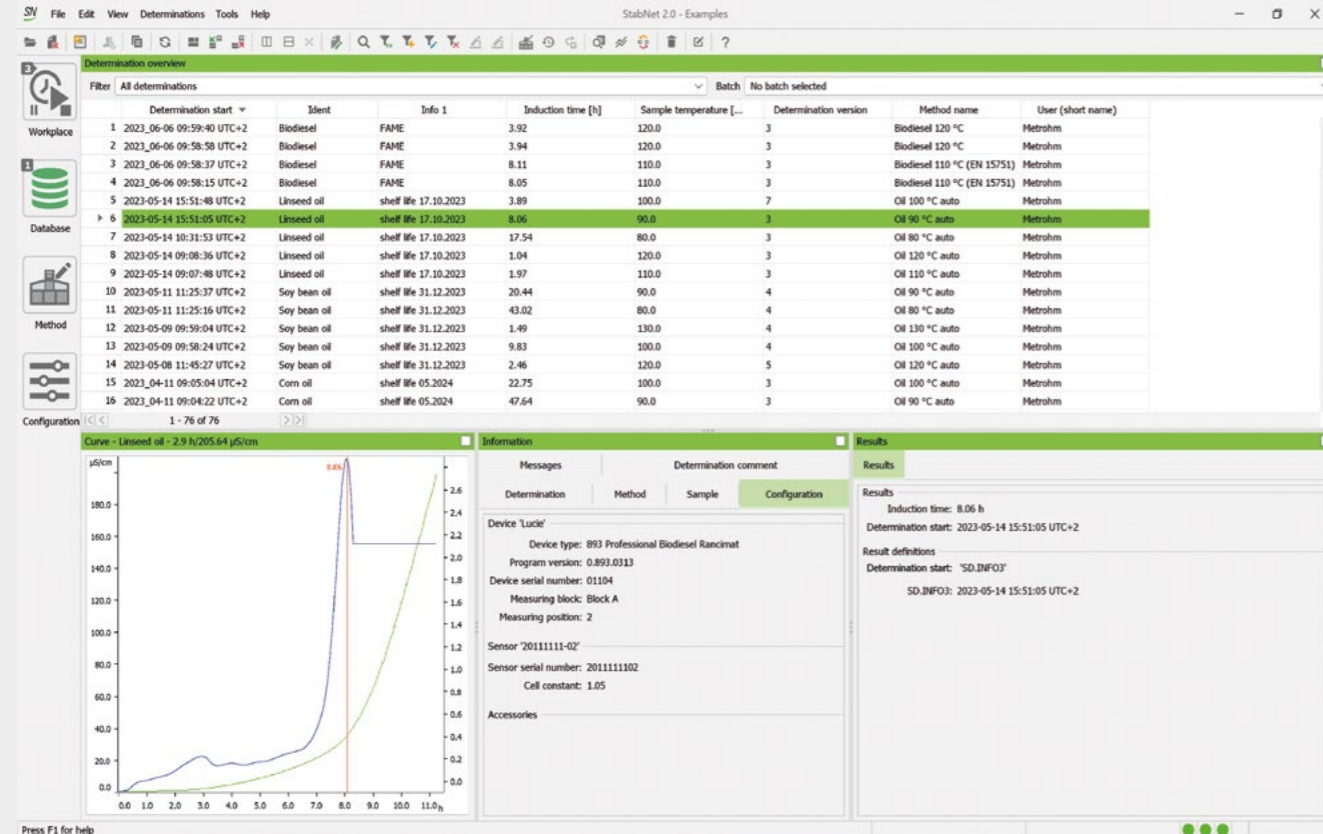 SN File Edit View Determinations Tools Help StabNet 2.0 - Examples
3
Workplace
1
Database
Method
Configuration
Determination overview
Filter All determinations Batch No batch selected
Determination start Ident Info 1 Induction time [h] Sample temperature [... Determination version Method name User (short name)
1 2023_06-06 09:59:40 UTC+2 Biodiesel FAME 3.92 120.0 3 Biodiesel 120 °C Metrohm
2 2023_06-06 09:58:58 UTC+2 Biodiesel FAME 3.94 120.0 3 Biodiesel 120 °C Metrohm
3 2023_06-06 09:58:37 UTC+2 Biodiesel FAME 8.11 110.0 3 Biodiesel 110 °C (EN 15751) Metrohm
4 2023_06-06 09:58:15 UTC+2 Biodiesel FAME 8.05 110.0 3 Biodiesel 110 °C (EN 15751) Metrohm
5 2023-05-14 15:51:48 UTC+2 Linseed oil shelf life 17.10.2023 3.89 100.0 7 Oil 100 °C auto Metrohm
6 2023-05-14 15:51:05 UTC+2 Linseed oil shelf life 17.10.2023 8.06 90.0 3 Oil 90 °C auto Metrohm
7 2023-05-14 10:31:53 UTC+2 Linseed oil shelf life 17.10.2023 17.54 80.0 3 Oil 80 °C auto Metrohm
8 2023-05-14 09:08:36 UTC+2 Linseed oil shelf life 17.10.2023 1.04 120.0 3 Oil 120 °C auto Metrohm
9 2023-05-14 09:07:48 UTC+2 Linseed oil shelf life 17.10.2023 1.97 110.0 3 Oil 110 °C auto Metrohm
10 2023-05-11 11:25:37 UTC+2 Soy bean oil shelf life 31.12.2023 20.44 90.0 4 Oil 90 °C auto Metrohm
11 2023-05-11 11:25:16 UTC+2 Soy bean oil shelf life 31.12.2023 43.02 80.0 4 Oil 80 °C auto Metrohm
12 2023-05-09 09:59:04 UTC+2 Soy bean oil shelf life 31.12.2023 1.49 130.0 4 Oil 130 °C auto Metrohm
13 2023-05-09 09:58:24 UTC+2 Soy bean oil shelf life 31.12.2023 9.83 100.0 4 Oil 100 °C auto Metrohm
14 2023-05-08 11:45:27 UTC+2 Soy bean oil shelf life 31.12.2023 2.46 120.0 5 Oil 120 °C auto Metrohm
15 2023_04-11 09:05:04 UTC+2 Corn oil shelf life 05.2024 22.75 100.0 3 Oil 100 °C auto Metrohm
16 2023_04-11 09:04:22 UTC+2 Corn oil shelf life 05.2024 47.64 90.0 3 Oil 90 °C auto Metrohm
1 - 76 of 76
Curve - Linseed oil - 2.9 h/205.64 µS/cm
µS/cm
8.06
180.0
160.0
140.0
120.0
100.0
80.0
60.0
40.0
20.0
0.0
2.6
2.4
2.2
2.0
1.8
1.6
1.4
1.2
1.0
0.8
0.6
0.4
0.2
0.0
0.0 1.0 2.0 3.0 4.0 5.0 6.0 7.0 8.0 9.0 10.0 11.0 h
Information
Messages Determination comment
Determination Method Sample Configuration
Device 'Lucie'
Device type: 893 Professional Biodiesel Rancimat
Program version: 0.893.0313
Device serial number: 01104
Measuring block: Block A
Measuring position: 2
Sensor '20111111-02'
Sensor serial number: 2011111102
Cell constant: 1.05
Accessories
Results
Results
Results
Induction time: 8.06 h
Determination start: 2023-05-14 15:51:05 UTC+2
Result definitions
Determination start: 'SD.INFO3'
SD.INFO3: 2023-05-14 15:51:05 UTC+2
Press F1 for help